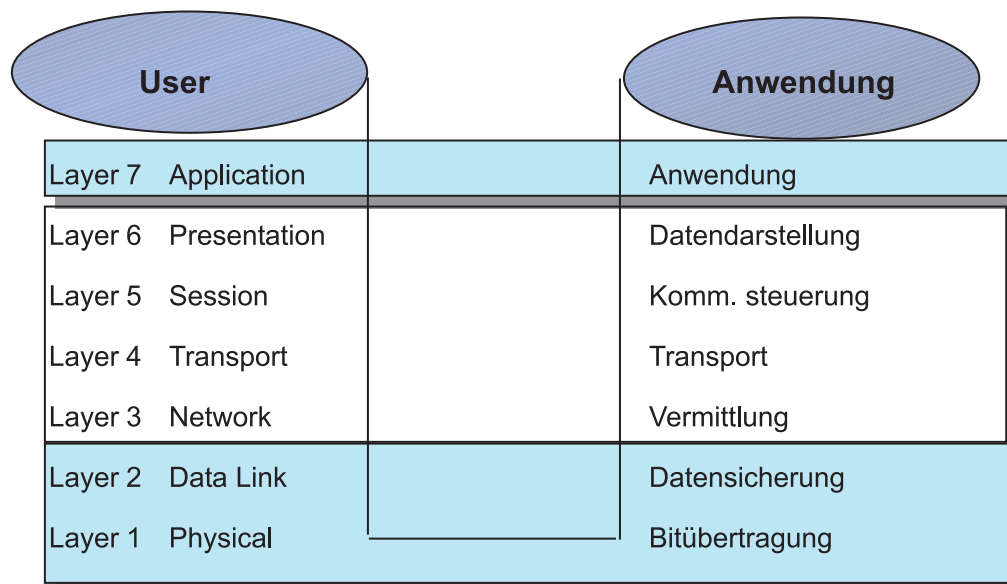 User Anwendung
Layer 7 Application Anwendung
Layer 6 Presentation Datendarstellung
Layer 5 Session Komm. steuerung
Layer 4 Transport Transport
Layer 3 Network Vermittlung
Layer 2 Data Link Datensicherung
Layer 1 Physical Bitübertragung